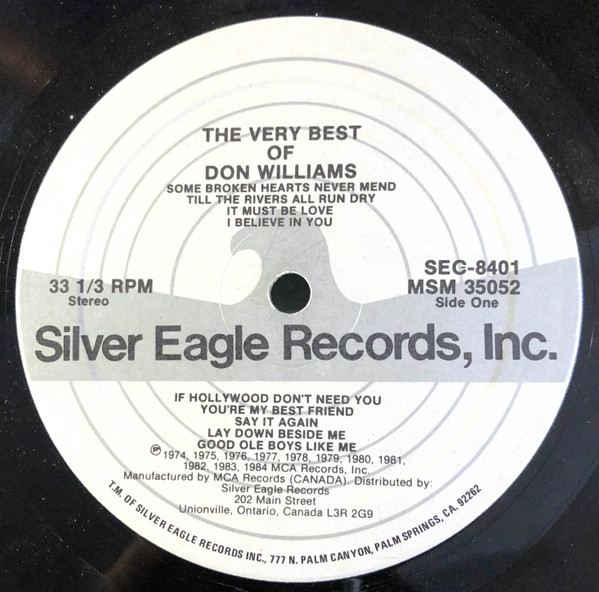 THE VERY BEST
OF
DON WILLIAMS
SOME BROKEN HEARTS NEVER MEND
TILL THE RIVERS ALL RUN DRY
IT MUST BE LOVE
I BELIEVE IN YOU
33 1/3 RPM
Stereo
SEG-8401
MSM 35052
Side One
Silver Eagle Records, Inc.
IF HOLLYWOOD DON'T NEED YOU
YOU'RE MY BEST FRIEND
SAY IT AGAIN
LAY DOWN BESIDE ME
GOOD OLE BOYS LIKE ME
℗ 1974, 1975, 1976, 1977, 1978, 1979, 1980, 1981,
1982, 1983, 1984 MCA Records, Inc.
Manufactured by MCA Records (CANADA). Distributed by:
Silver Eagle Records
202 Main Street
Unionville, Ontario, Canada L3R 2G9
T.M. OF SILVER EAGLE RECORDS INC., 777 N. PALM CANYON, PALM SPRINGS, CA. 92262